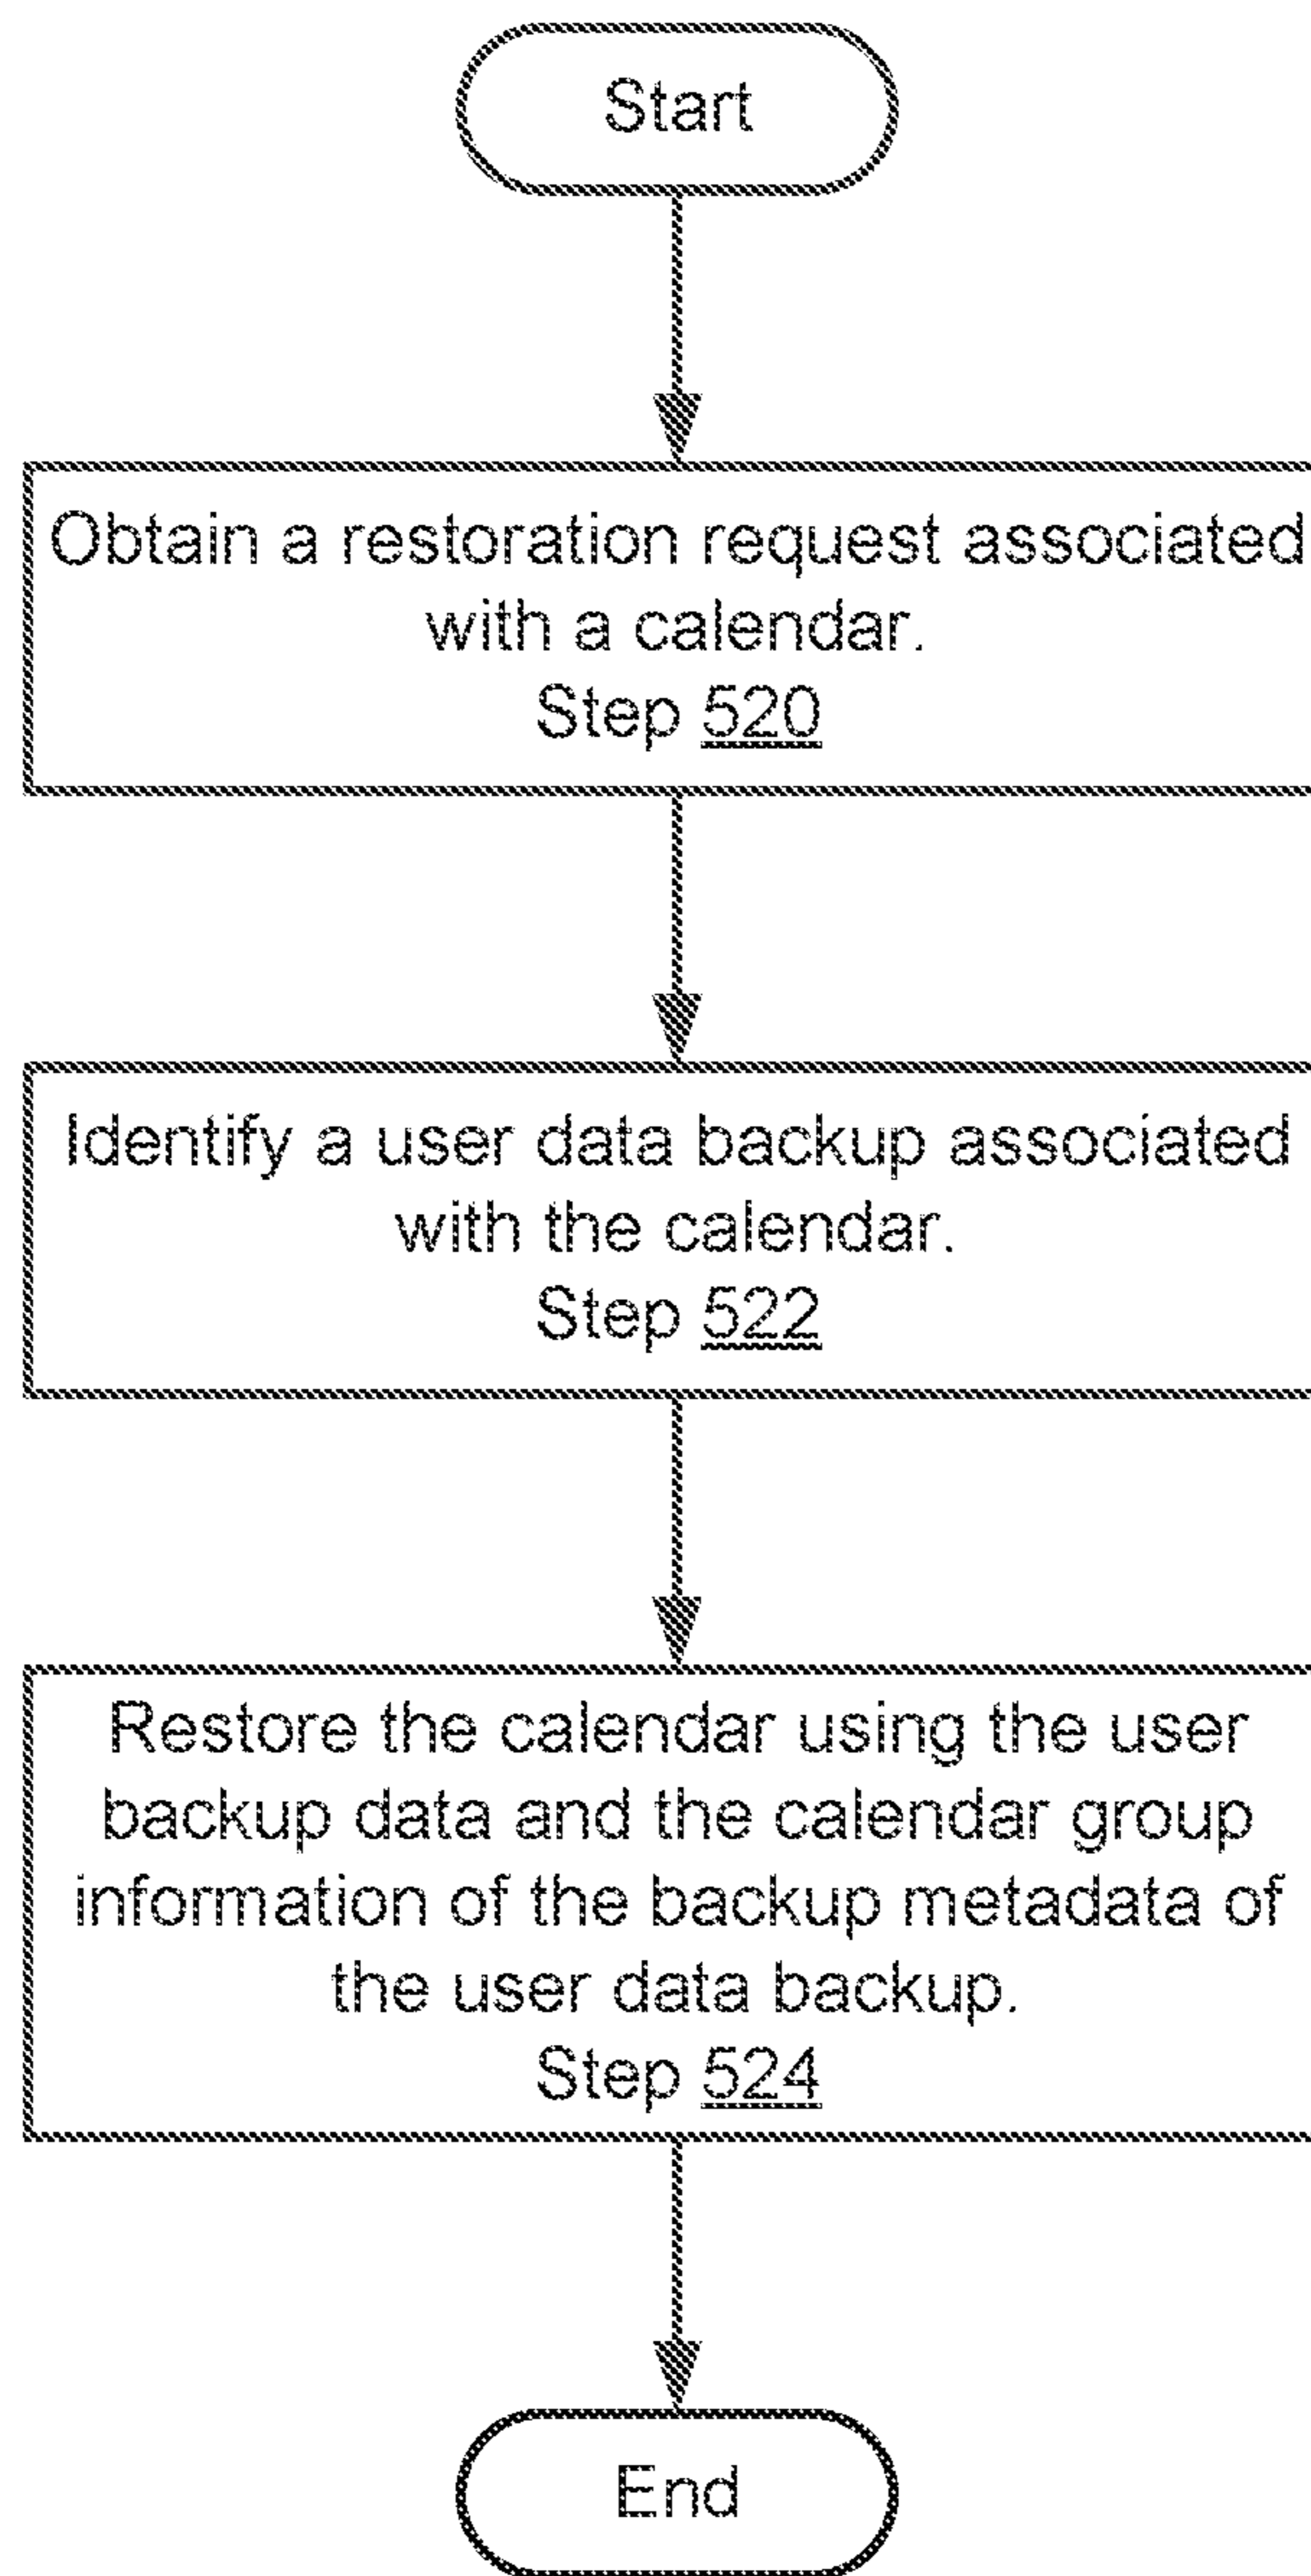 Start
Obtain a restoration request associated
with a calendar.
Step 520
Identify a user data backup associated
with the calendar.
Step 522
Restore the calendar using the user
backup data and the calendar group
information of the backup metadata of
the user data backup.
Step 524
End